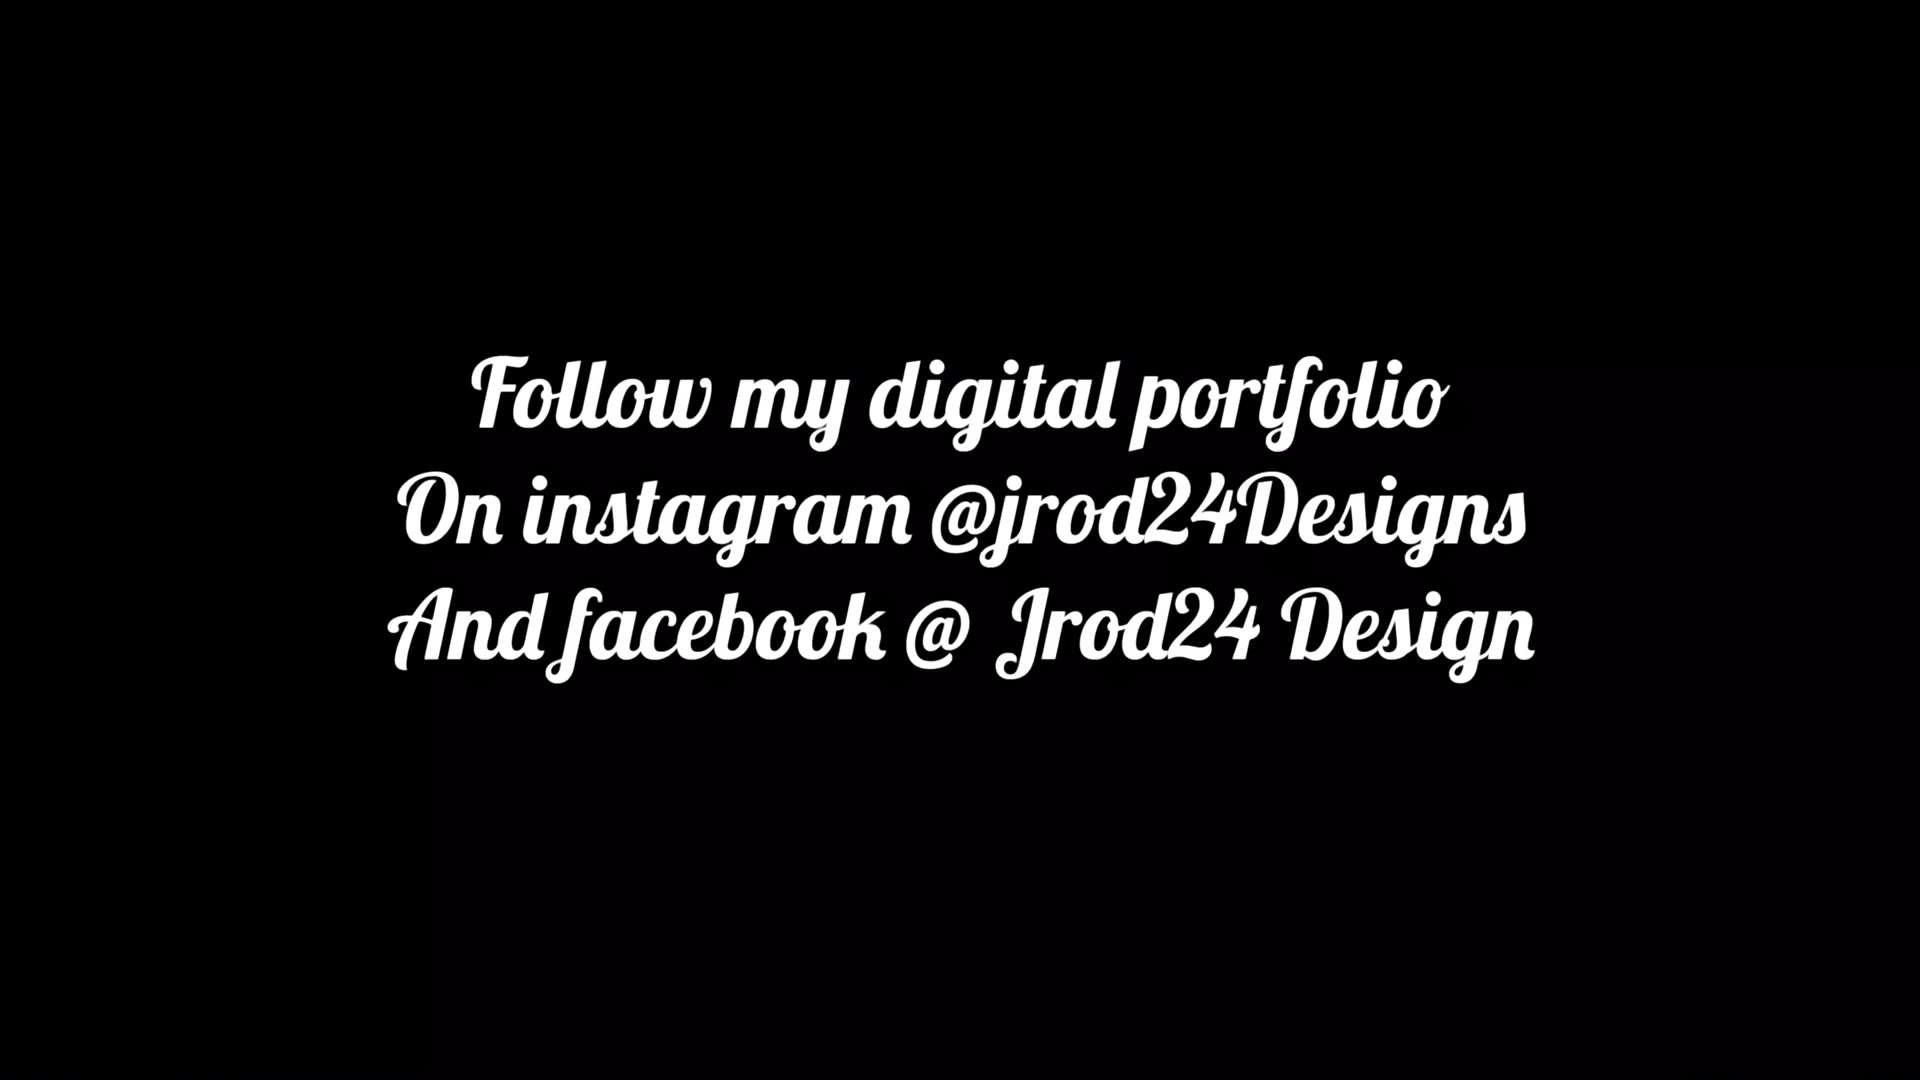 Follow my digital portfolio
On instagram @jrod24Designs
And facebook @ Jrod24 Design